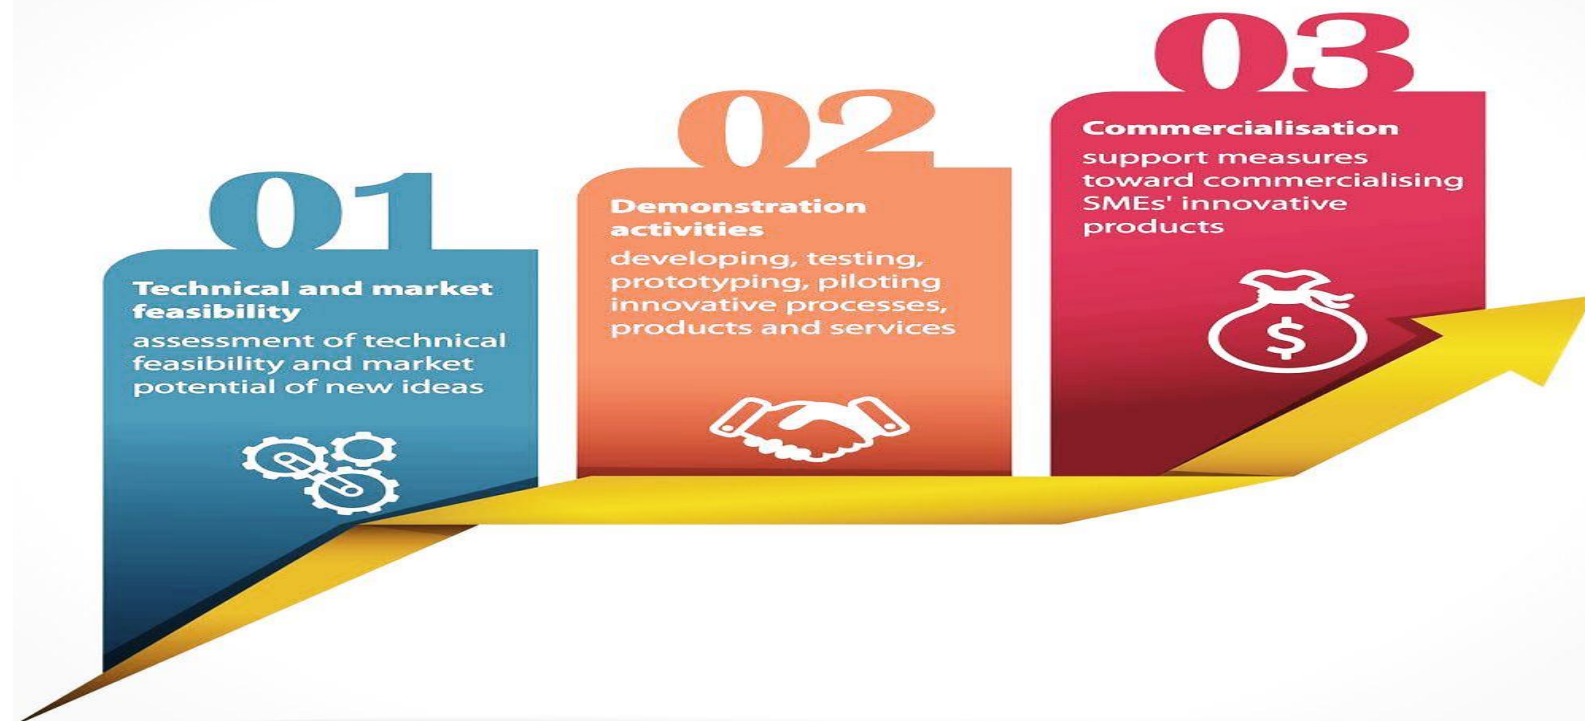 01
Technical and market
feasibility
assessment of technical
feasibility and market
potential of new ideas
02
Demonstration
activities
developing, testing,
prototyping, piloting
innovative processes,
products and services
03
Commercialisation
support measures
toward commercialising
SMEs' innovative
products
$